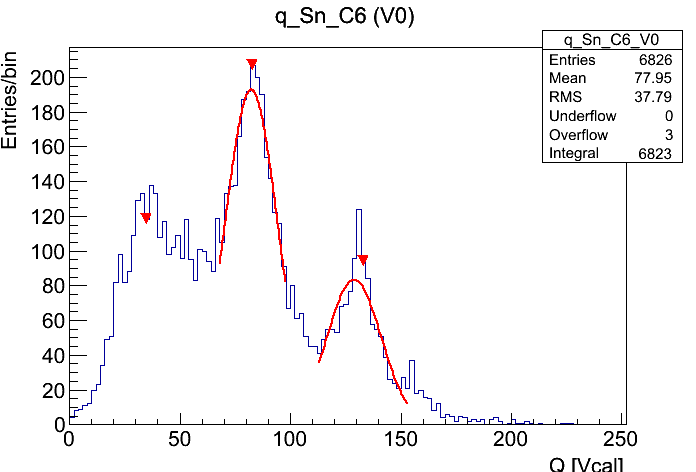 q_Sn_C6 (V0)
q_Sn_C6_V0
Entries 6826
Mean 77.95
RMS 37.79
Underflow 0
Overflow 3
Integral 6823
Entries/bin
200
180
160
140
120
100
80
60
40
20
0
0 50 100 150 200 250
Q [Vcal]